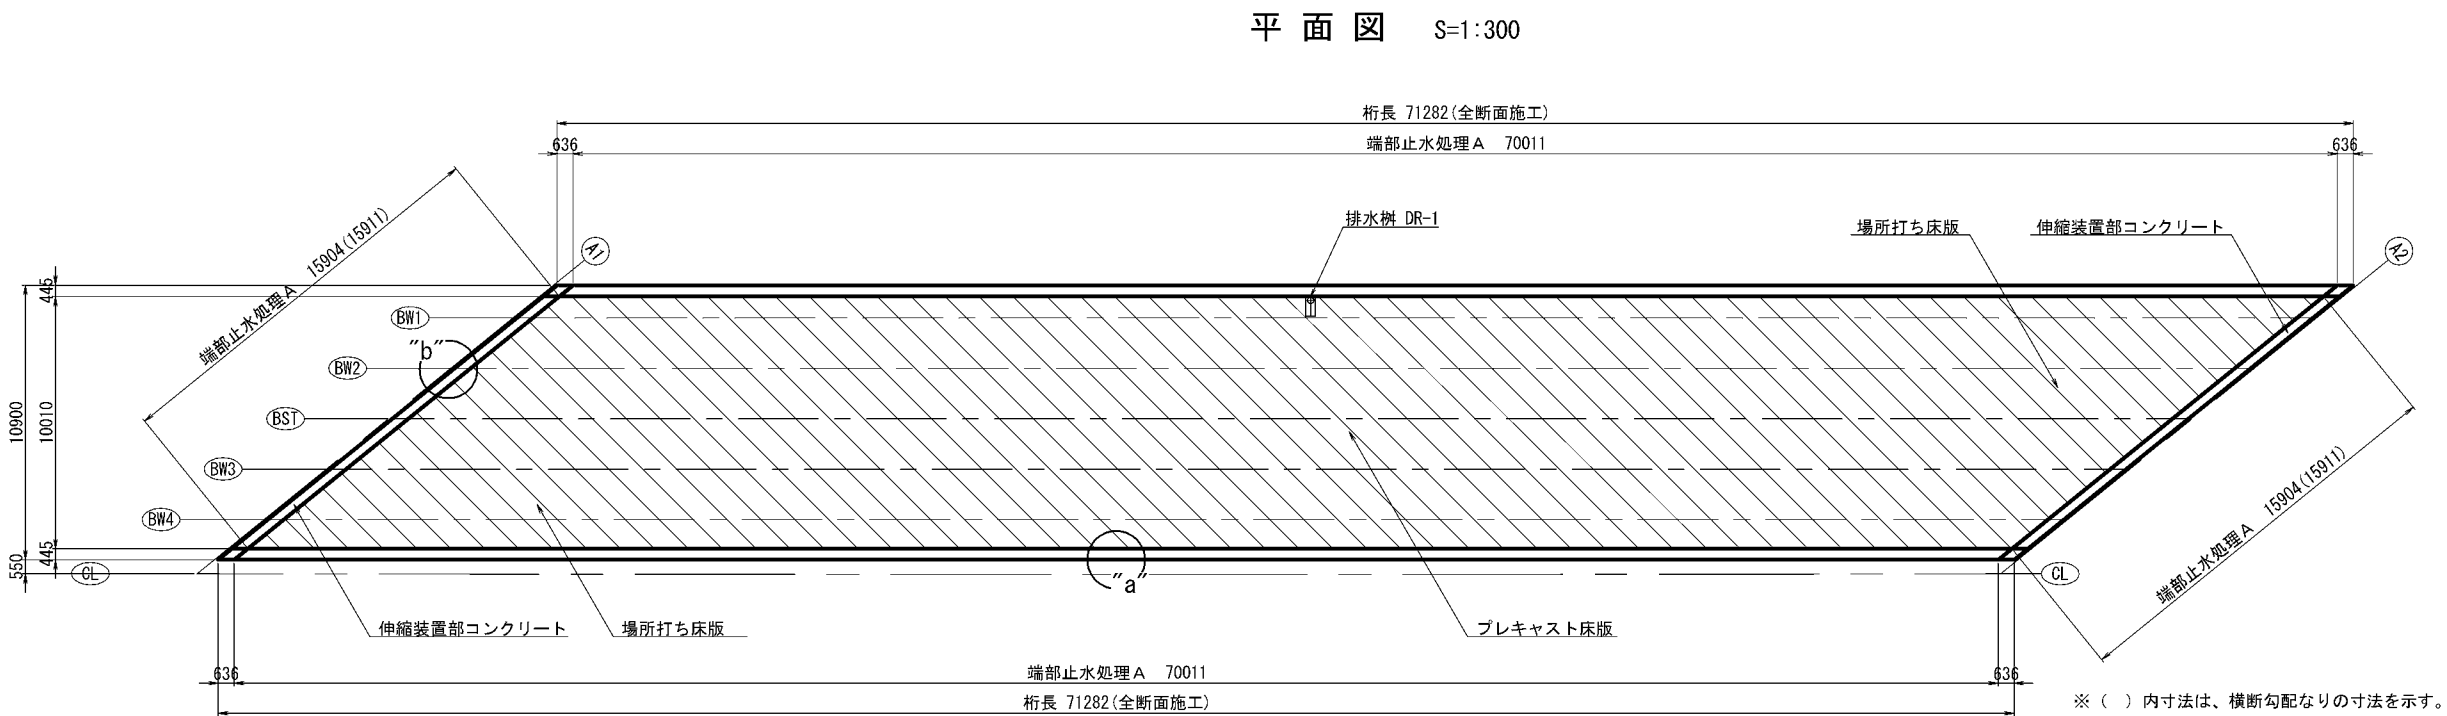 平 面 図 S=1:300
桁長 71282(全断面施工)
636 端部止水処理A 70011 636
端部止水処理A 15904(15911)
排水桝 DR-1
場所打ち床版
伸縮装置部コンクリート
A1
A2
445
BW1
"b"
BW2
10900
10010
BST
BW3
BW4
端部止水処理A 15904(15911)
445
550
CL
"a"
CL
伸縮装置部コンクリート
場所打ち床版
プレキャスト床版
636 端部止水処理A 70011 636
桁長 71282(全断面施工)
※( )内寸法は、横断勾配なりの寸法を示す。